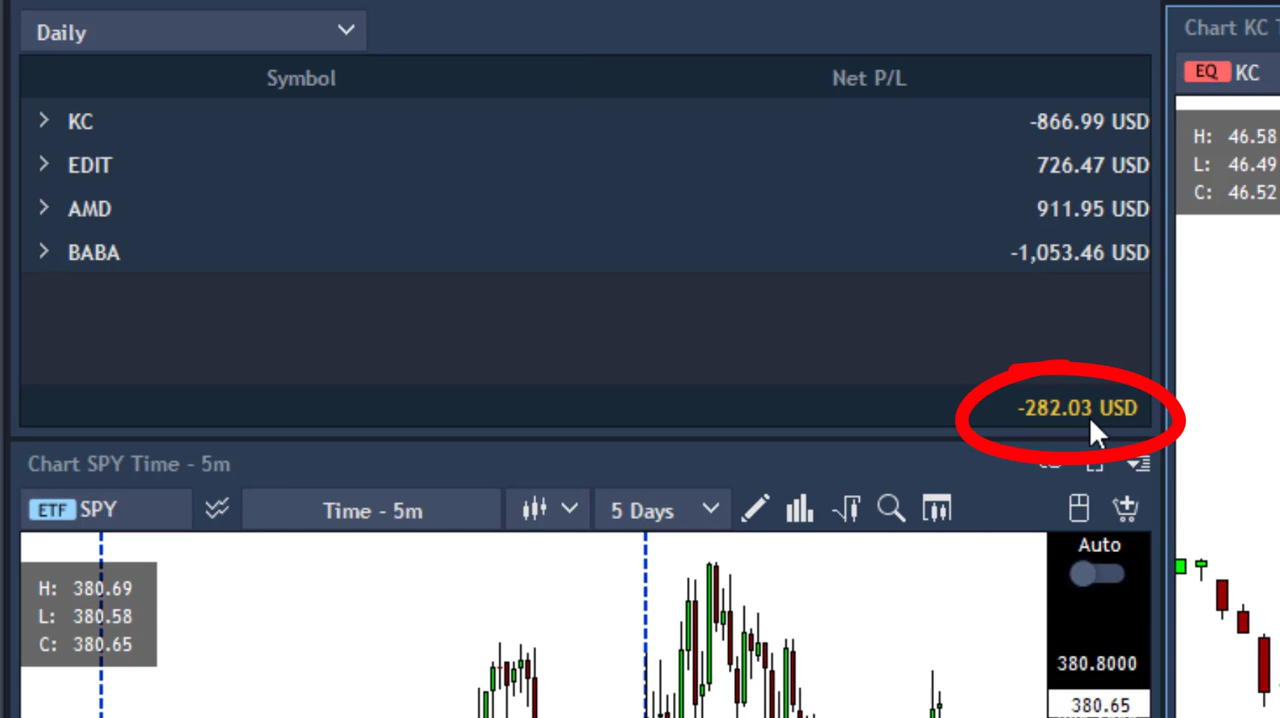 Daily
Chart KC
Symbol Net P/L
EQ KC
KC -866.99 USD
H: 46.58
EDIT 726.47 USD
L: 46.49
C: 46.52
AMD 911.95 USD
BABA -1,053.46 USD
-282.03 USD
Chart SPY Time - 5m
ETF SPY Time - 5m 5 Days
Auto
H: 380.69
L: 380.58
C: 380.65
380.8000
380.65